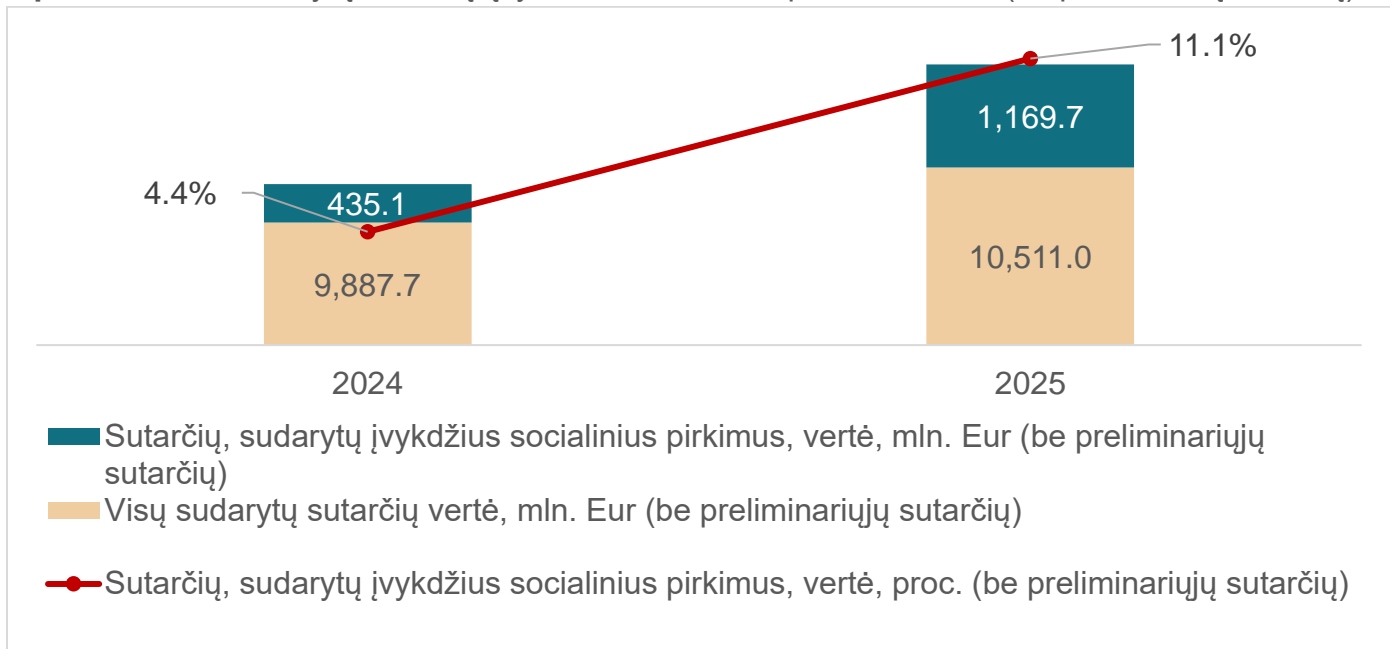 11.1%
1,169.7
4.4%
435.1
10,511.0
9,887.7
2024
2025
Sutarčių, sudarytų įvykdžius socialinius pirkimus, vertė, mln. Eur (be preliminariųjų
sutarčių)
Visų sudarytų sutarčių vertė, mln. Eur (be preliminariųjų sutarčių)
Sutarčių, sudarytų įvykdžius socialinius pirkimus, vertė, proc. (be preliminariųjų sutarčių)